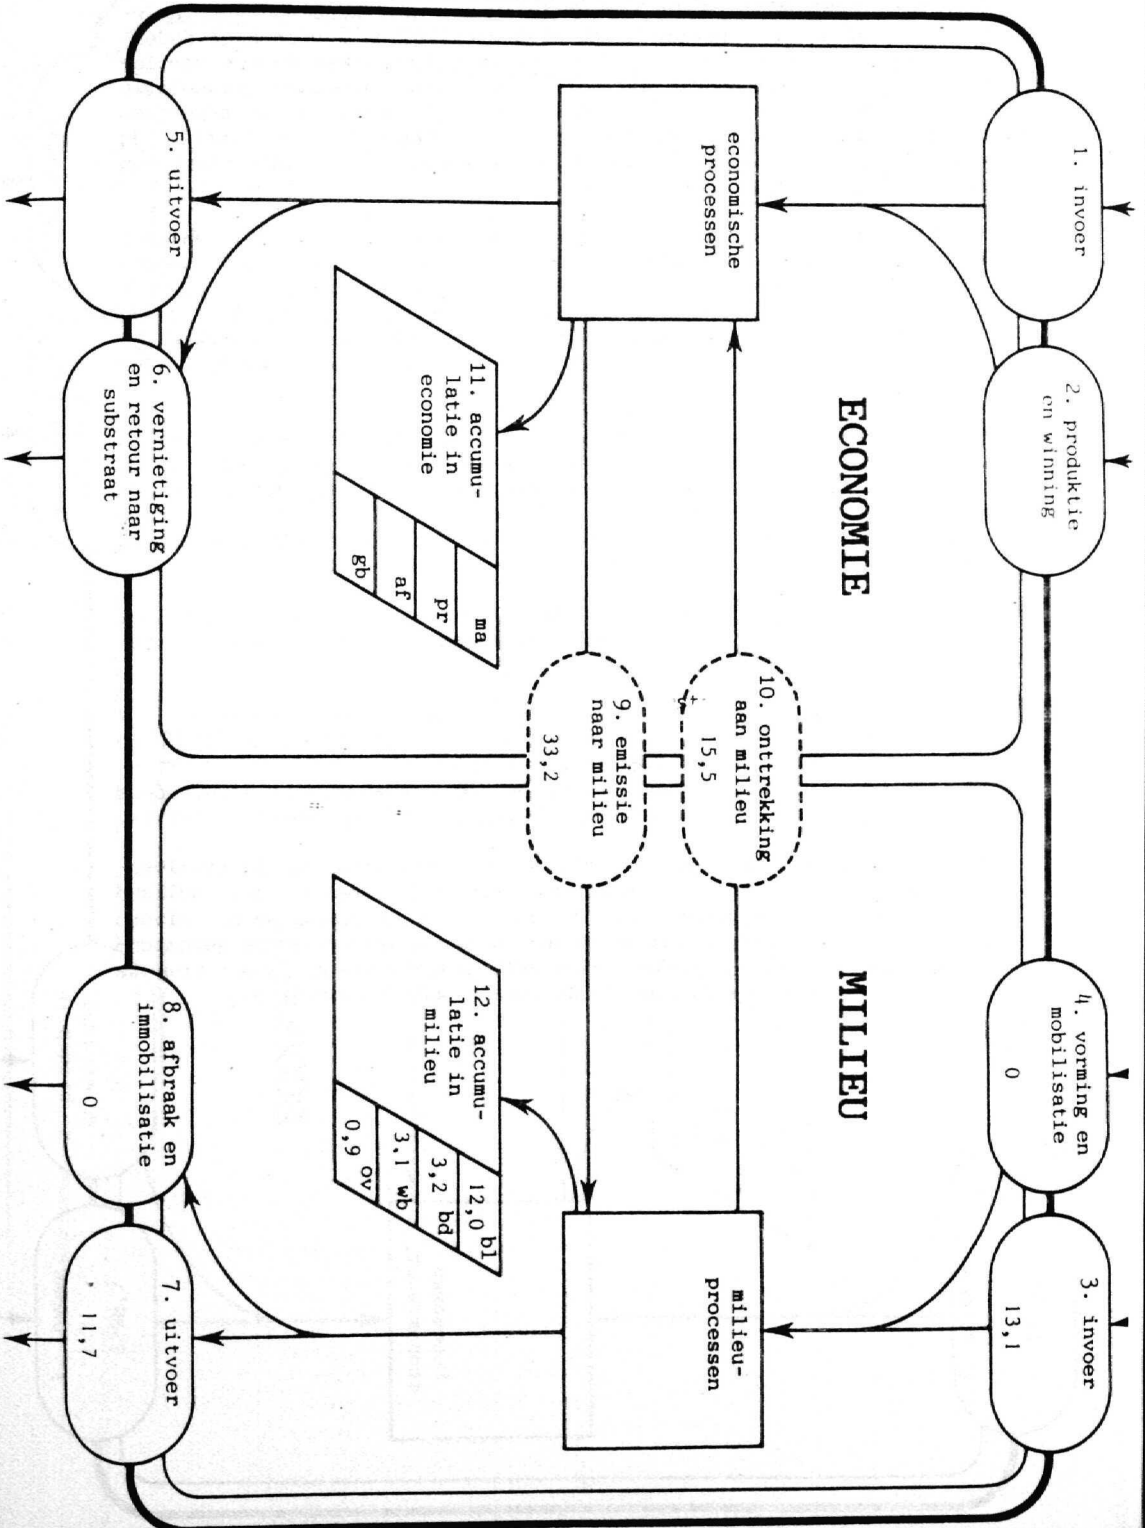 1. invoer
2. produktie
en winning
4. vorming en
mobilisatie
0
3. invoer
13,1
ECONOMIE
MILIEU
economische
processen
10. onttrekking
aan milieu
15,5
milieu-
processen
9. emissie
naar milieu
33,2
11. accumu-
latie in
economie
ma
pr
af
gb
12. accumu-
latie in
milieu
12,0 bl
3,2 bd
3,1 wb
0,9 ov
5. uitvoer
6. vernietiging
en retour naar
substraat
8. afbraak en
immobilisatie
0
7. uitvoer
11,7